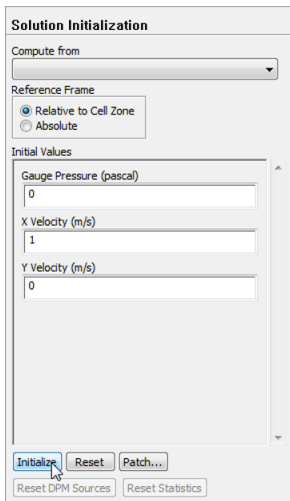 Solution Initialization
Compute from
Reference Frame
Relative to Cell Zone
Absolute
Initial Values
Gauge Pressure (pascal)
0
X Velocity (m/s)
1
Y Velocity (m/s)
0
Initialize Reset Patch...
Reset DPM Sources Reset Statistics